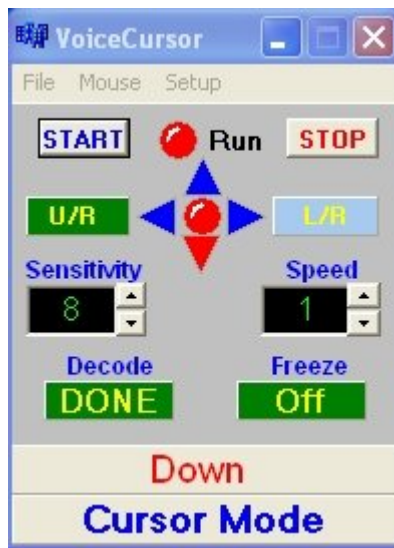 VoiceCursor
File Mouse Setup
START Run STOP
U/R L/R
Sensitivity Speed
8 1
Decode Freeze
DONE Off
Down
Cursor Mode